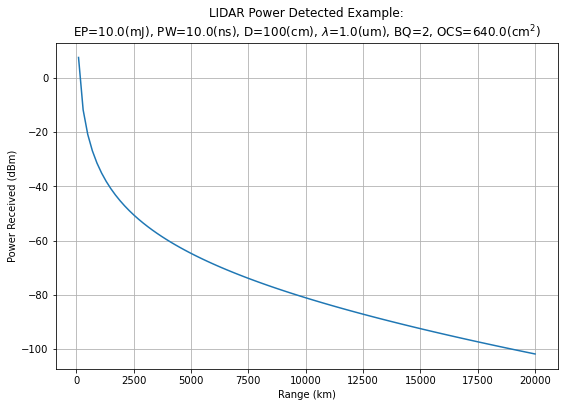 LIDAR Power Detected Example:
EP=10.0(mJ), PW=10.0(ns), D=100(cm), λ=1.0(um), BQ=2, OCS=640.0(cm²)
Power Received (dBm)
0
−20
−40
−60
−80
−100
0 2500 5000 7500 10000 12500 15000 17500 20000
Range (km)